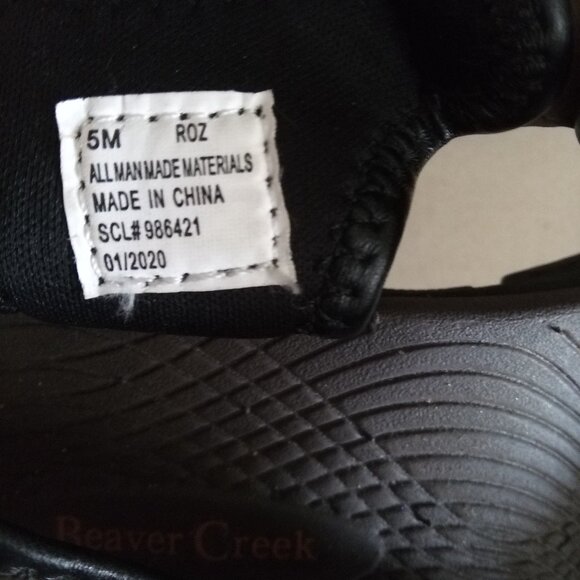 5M ROZ
ALL MAN MADE MATERIALS
MADE IN CHINA
SCL# 986421
01/2020
Beaver Creek